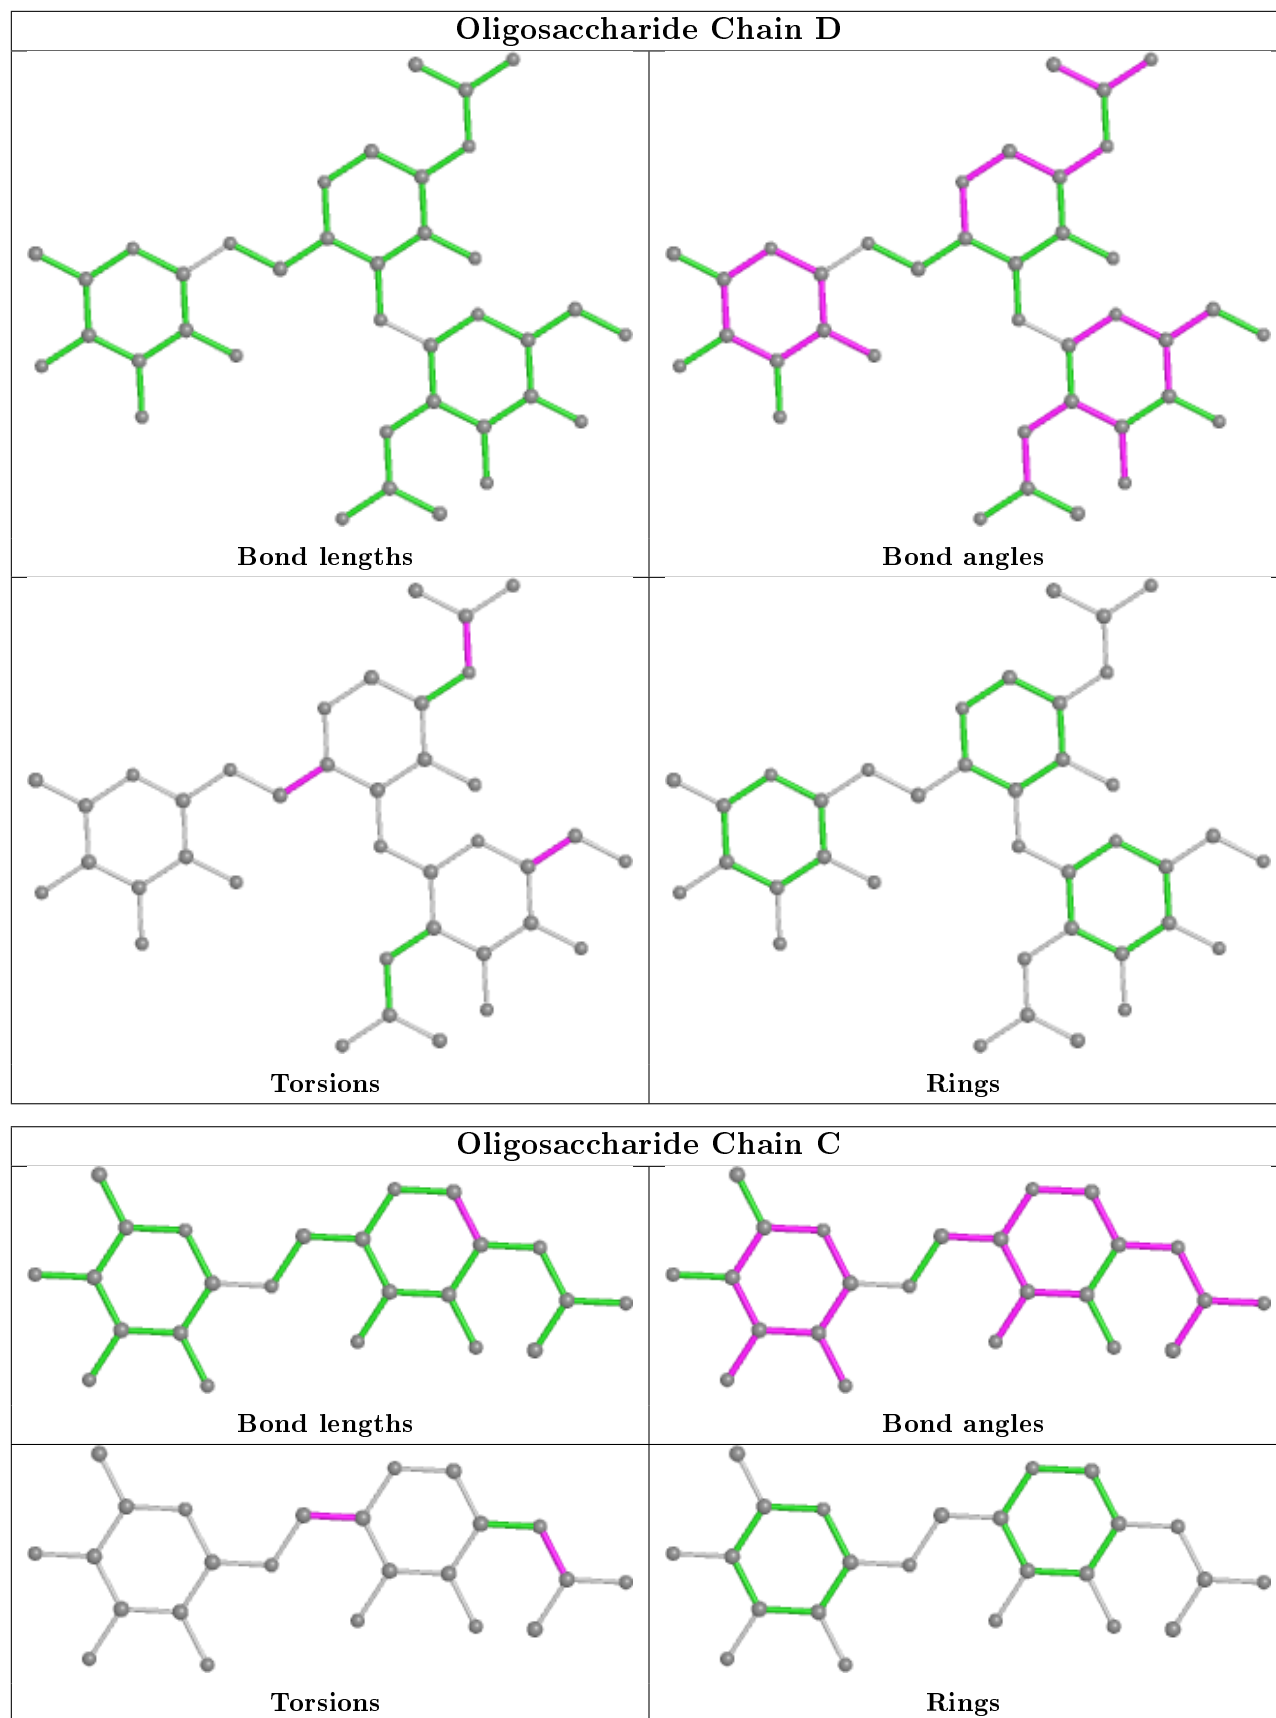 Oligosaccharide Chain D
Bond lengths
Bond angles
Torsions
Rings
Oligosaccharide Chain C
Bond lengths
Bond angles
Torsions
Rings